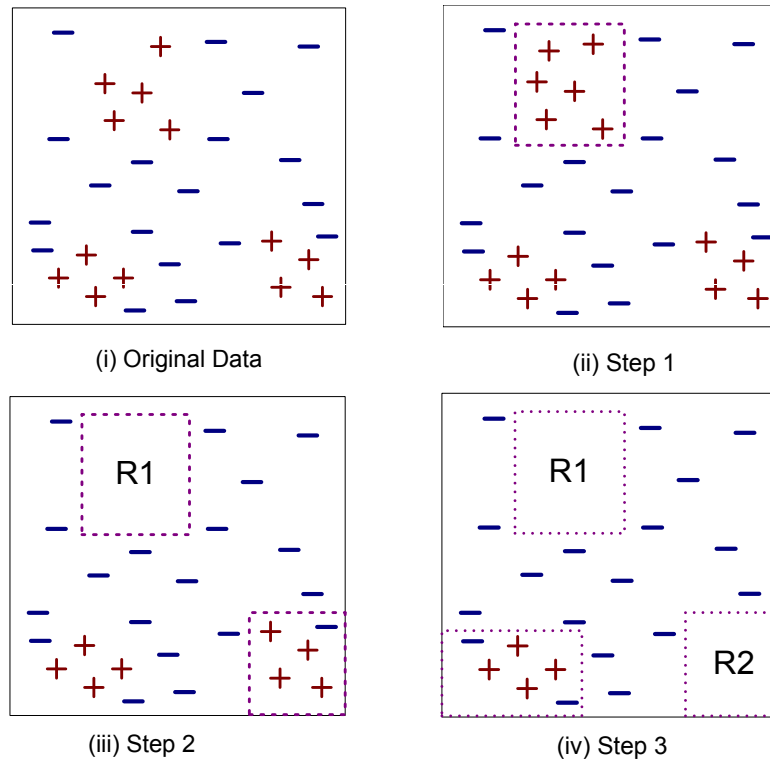 (i) Original Data
(ii) Step 1
R1
(iii) Step 2
R1
R2
(iv) Step 3